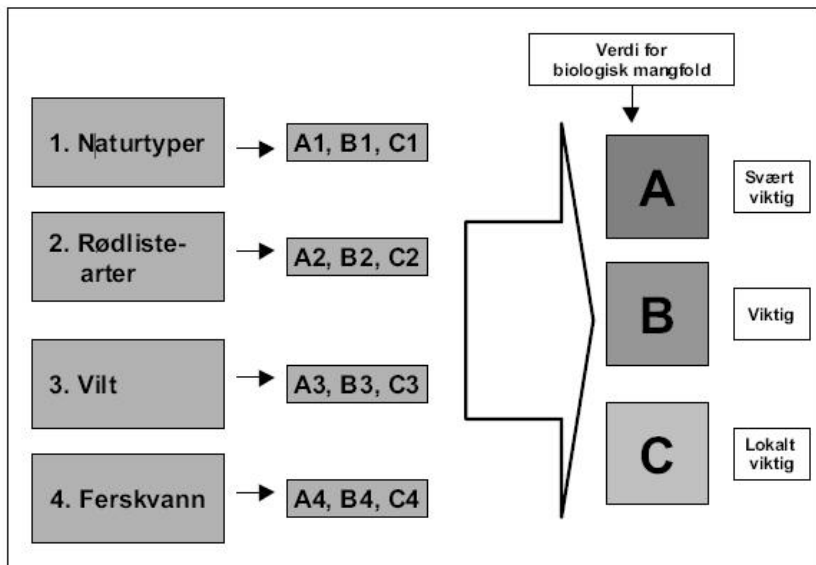 Verdi for
biologisk mangfold
1. Naturtyper
A1, B1, C1
A
Svært
viktig
2. Rødliste-
arter
A2, B2, C2
B
Viktig
3. Vilt
A3, B3, C3
C
Lokalt
viktig
4. Ferskvann
A4, B4, C4